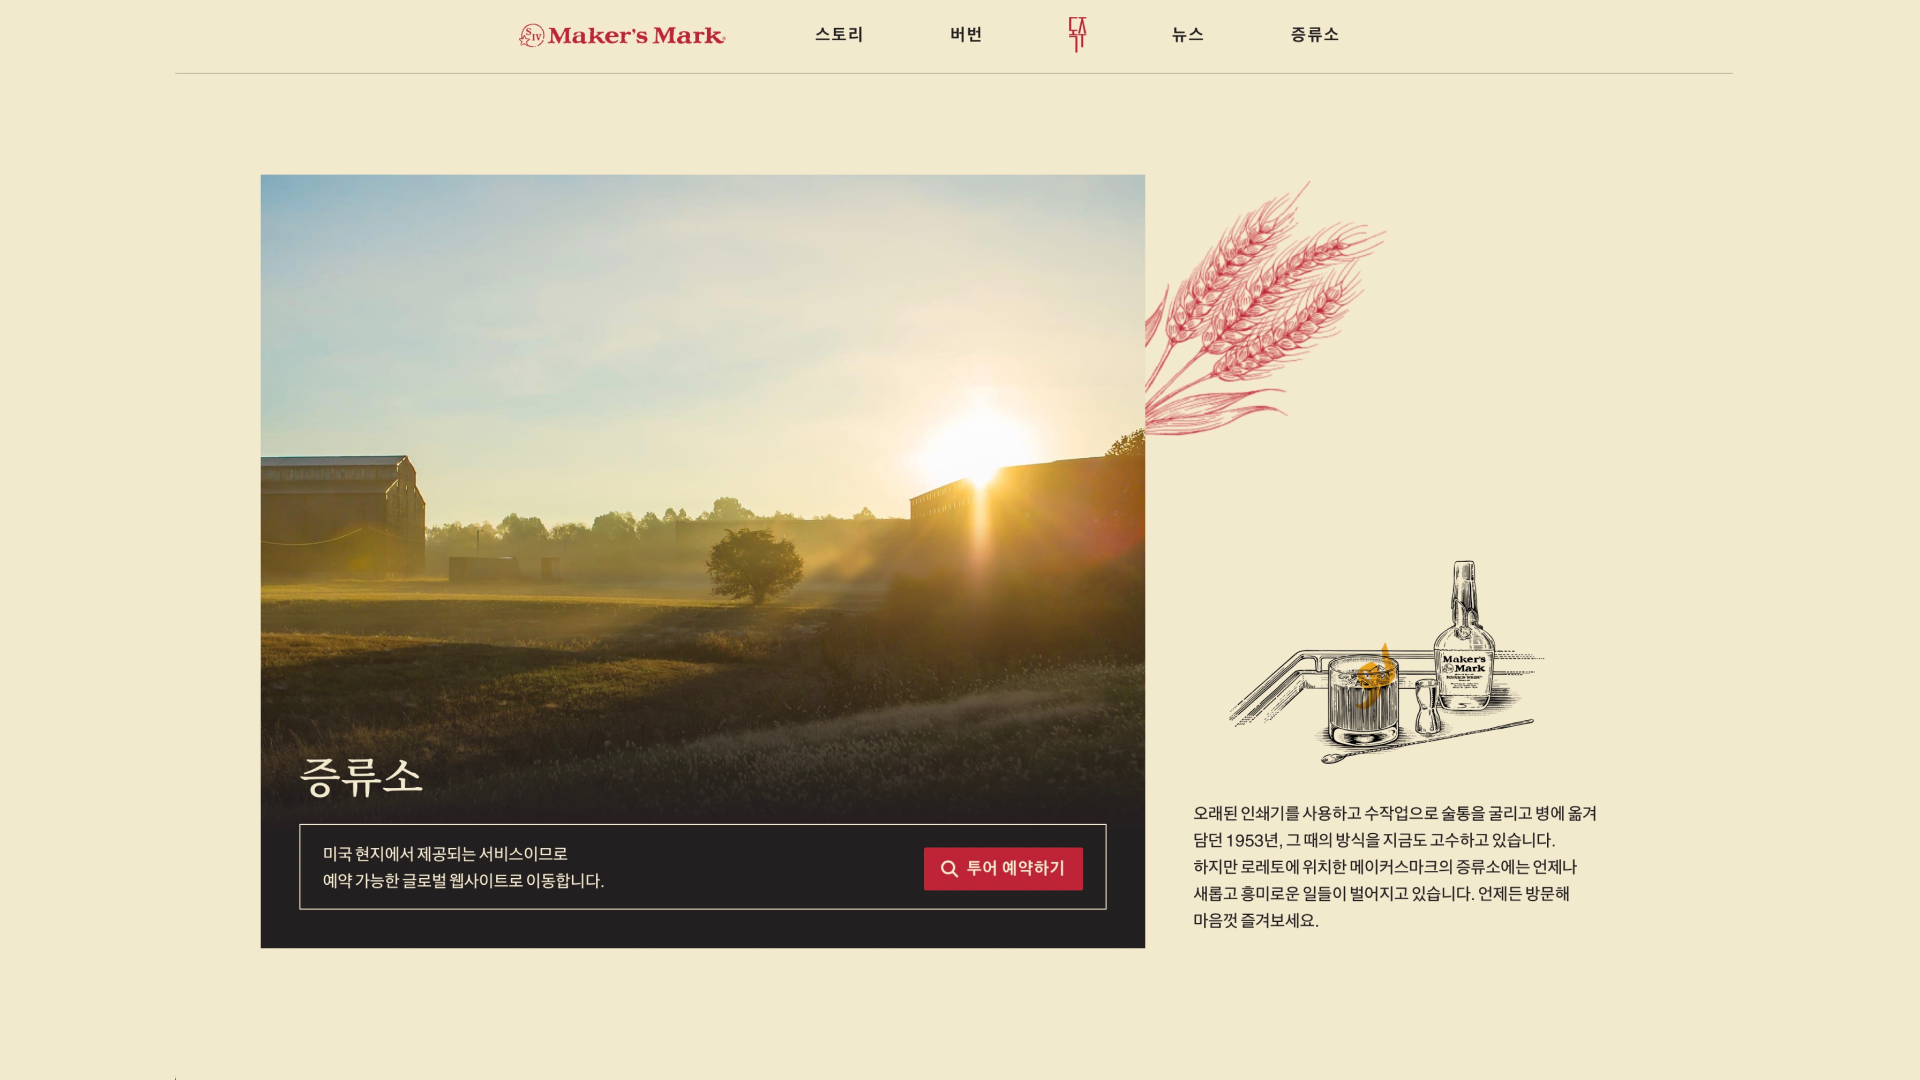 SIV Maker's Mark
스토리
버번
뉴스
증류소
증류소
미국 현지에서 제공되는 서비스이므로
예약 가능한 글로벌 웹사이트로 이동합니다.
투어 예약하기
Maker's
Mark
오래된 인쇄기를 사용하고 수작업으로 술통을 굴리고 병에 옮겨
담던 1953년, 그 때의 방식을 지금도 고수하고 있습니다.
하지만 로레토에 위치한 메이커스마크의 증류소에는 언제나
새롭고 흥미로운 일들이 벌어지고 있습니다. 언제든 방문해
마음껏 즐겨보세요.